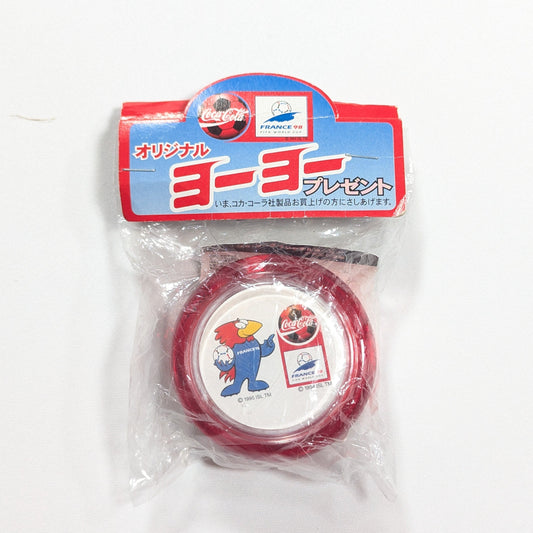 Coca-Cola
FRANCE 98
FIFA WORLD CUP
オリジナル
ヨーヨー
プレゼント
いま、コカ・コーラ社製品お買上げの方にさしあげます。
FRANCE 98
Coca-Cola
FRANCE 98
© 1996 ISL TM
© 1994 ISL TM